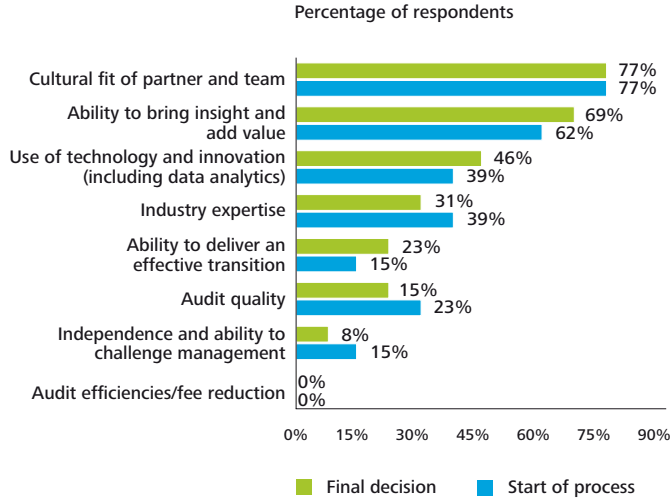 Percentage of respondents
Cultural fit of partner and team
77%
77%
Ability to bring insight and
add value
69%
62%
Use of technology and innovation
(including data analytics)
46%
39%
Industry expertise
31%
39%
Ability to deliver an
effective transition
23%
15%
Audit quality
15%
23%
Independence and ability to
challenge management
8%
15%
Audit efficiencies/fee reduction
0%
0%
0% 15% 30% 45% 60% 75% 90%
Final decision Start of process